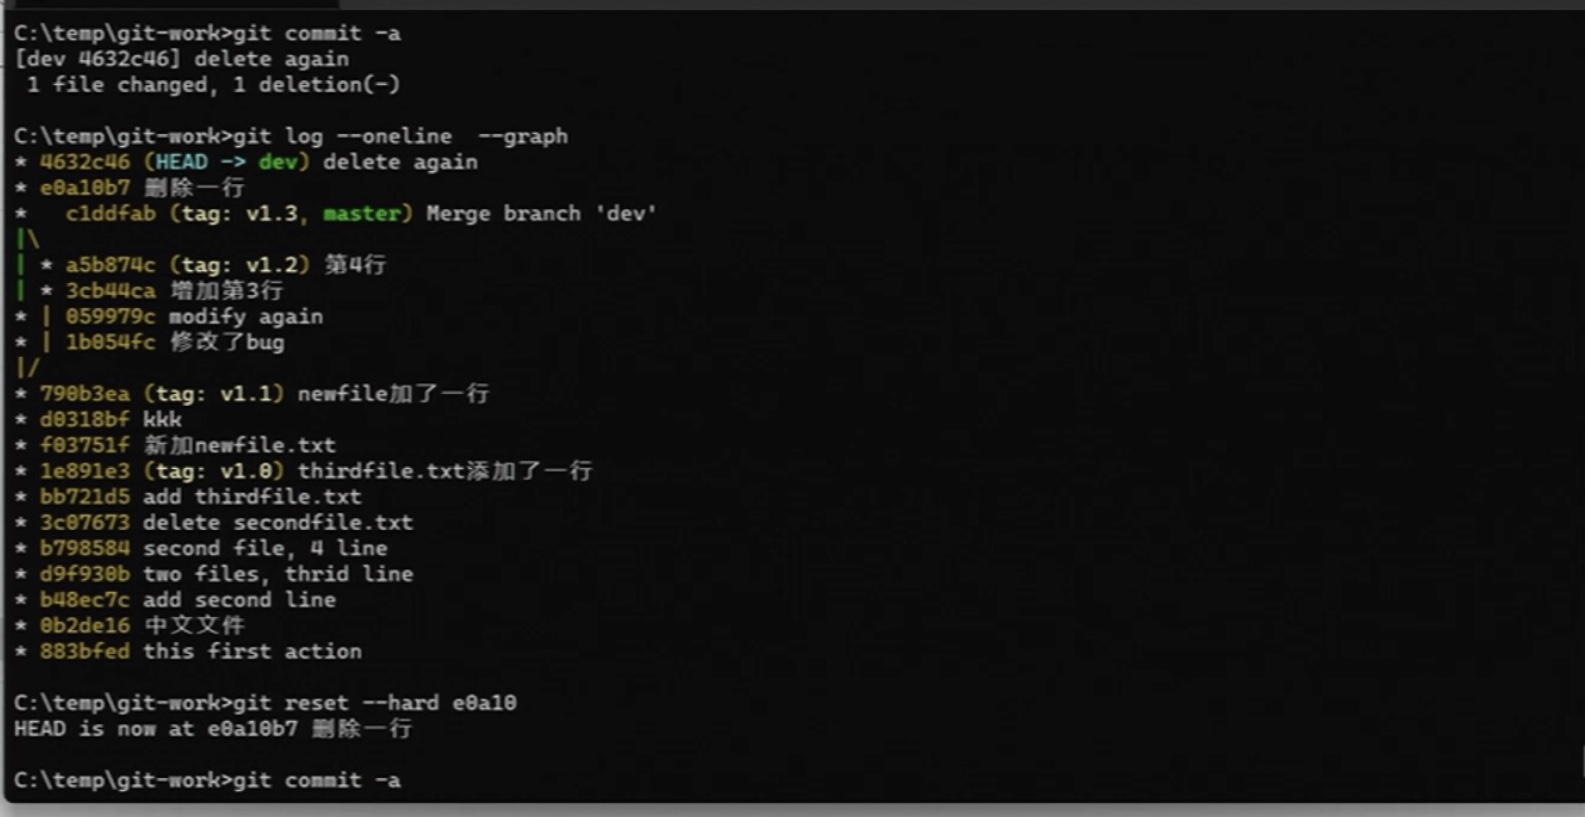 C:\temp\git-work>git commit -a
[dev 4632c46] delete again
 1 file changed, 1 deletion(-)
C:\temp\git-work>git log --oneline  --graph
* 4632c46 (HEAD -> dev) delete again
* e0a10b7 删除一行
*   c1ddfab (tag: v1.3, master) Merge branch 'dev'
|\
| * a5b874c (tag: v1.2) 第4行
| * 3cb44ca 增加第3行
* | 059979c modify again
* | 1b054fc 修改了bug
|/
* 790b3ea (tag: v1.1) newfile加了一行
* d0318bf kkk
* f03751f 新加newfile.txt
* 1e891e3 (tag: v1.0) thirdfile.txt添加了一行
* bb721d5 add thirdfile.txt
* 3c07673 delete secondfile.txt
* b798584 second file, 4 line
* d9f930b two files, thrid line
* b48ec7c add second line
* 0b2de16 中文文件
* 883bfed this first action
C:\temp\git-work>git reset --hard e0a10
HEAD is now at e0a10b7 删除一行
C:\temp\git-work>git commit -a